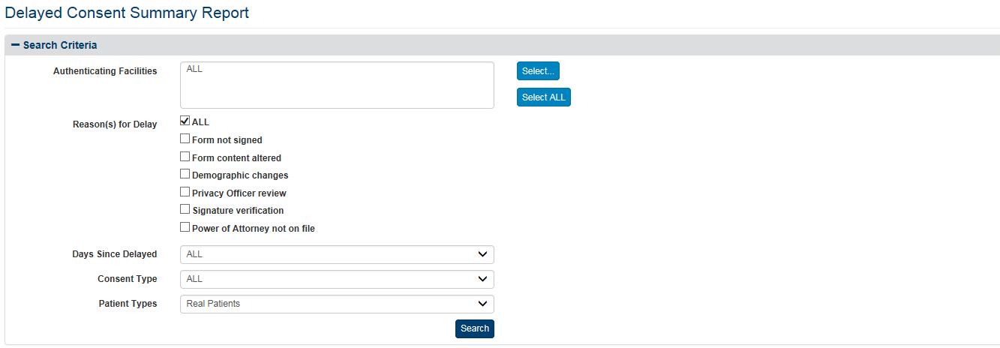 Delayed Consent Summary Report
Search Criteria
Authenticating Facilities
ALL
Select...
Select ALL
Reason(s) for Delay
ALL
Form not signed
Form content altered
Demographic changes
Privacy Officer review
Signature verification
Power of Attorney not on file
Days Since Delayed
ALL
Consent Type
ALL
Patient Types
Real Patients
Search